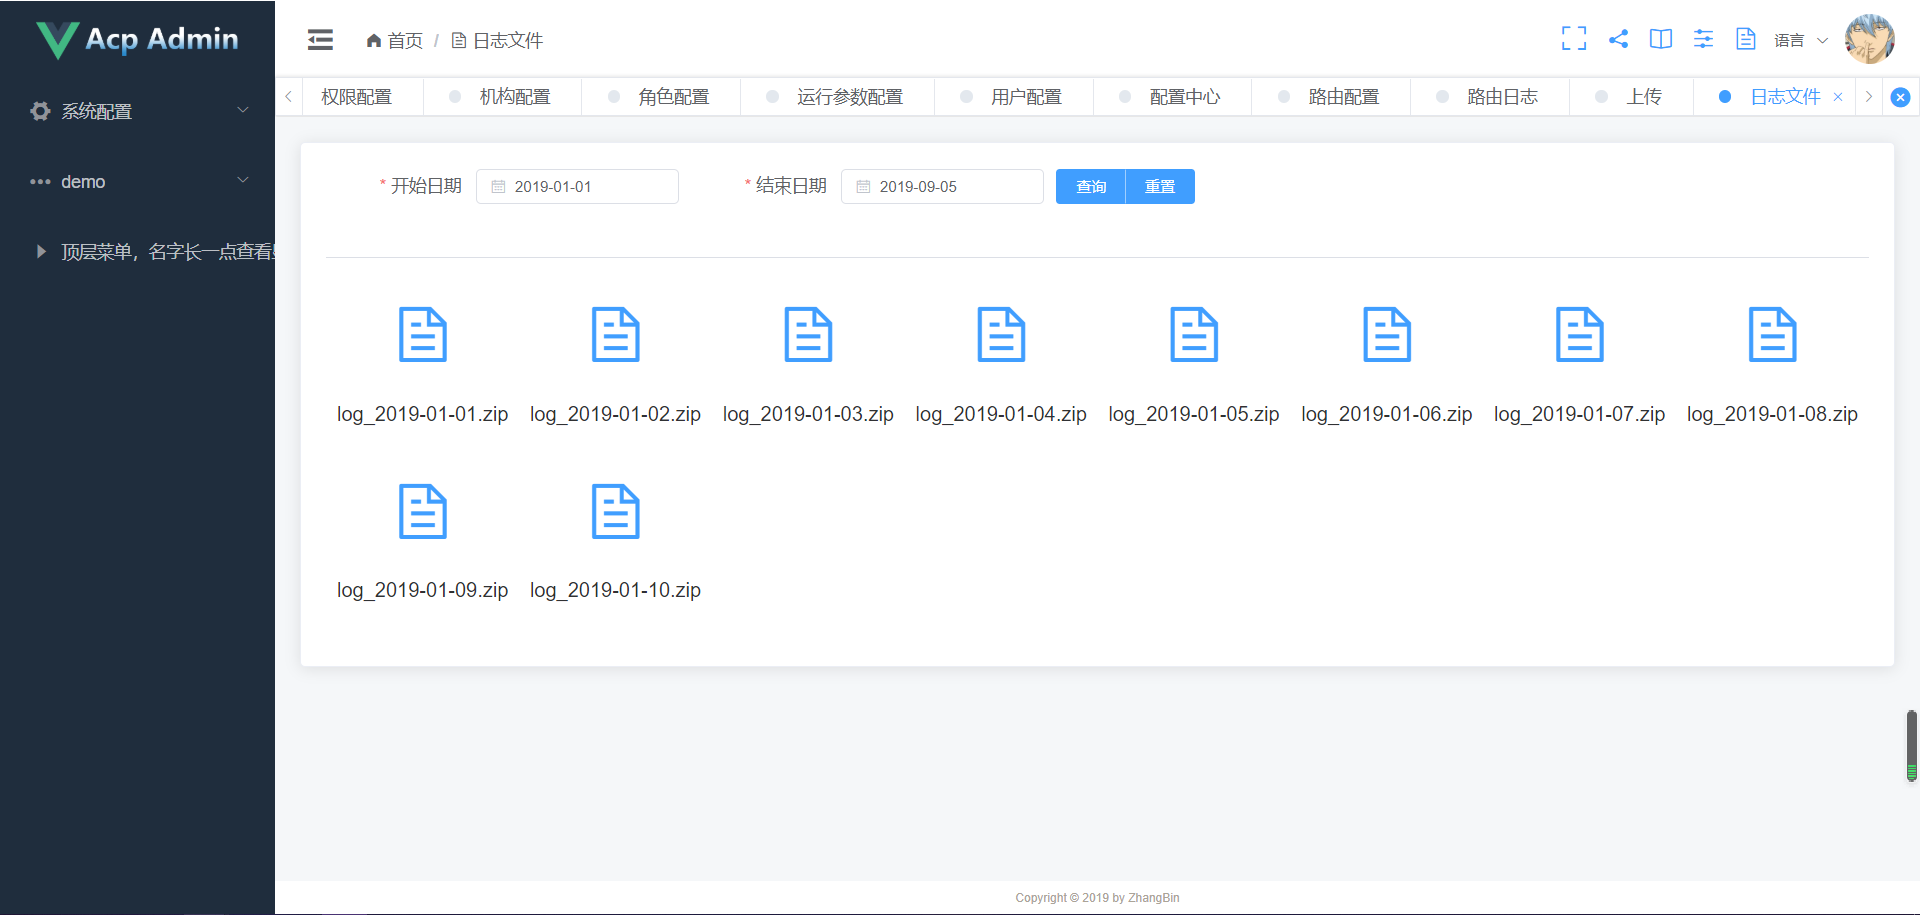 Acp Admin
首页 / 日志文件
语言
系统配置
demo
顶层菜单，名字长一点查看
权限配置
机构配置
角色配置
运行参数配置
用户配置
配置中心
路由配置
路由日志
上传
日志文件
* 开始日期
2019-01-01
* 结束日期
2019-09-05
查询
重置
log_2019-01-01.zip
log_2019-01-02.zip
log_2019-01-03.zip
log_2019-01-04.zip
log_2019-01-05.zip
log_2019-01-06.zip
log_2019-01-07.zip
log_2019-01-08.zip
log_2019-01-09.zip
log_2019-01-10.zip
Copyright © 2019 by ZhangBin